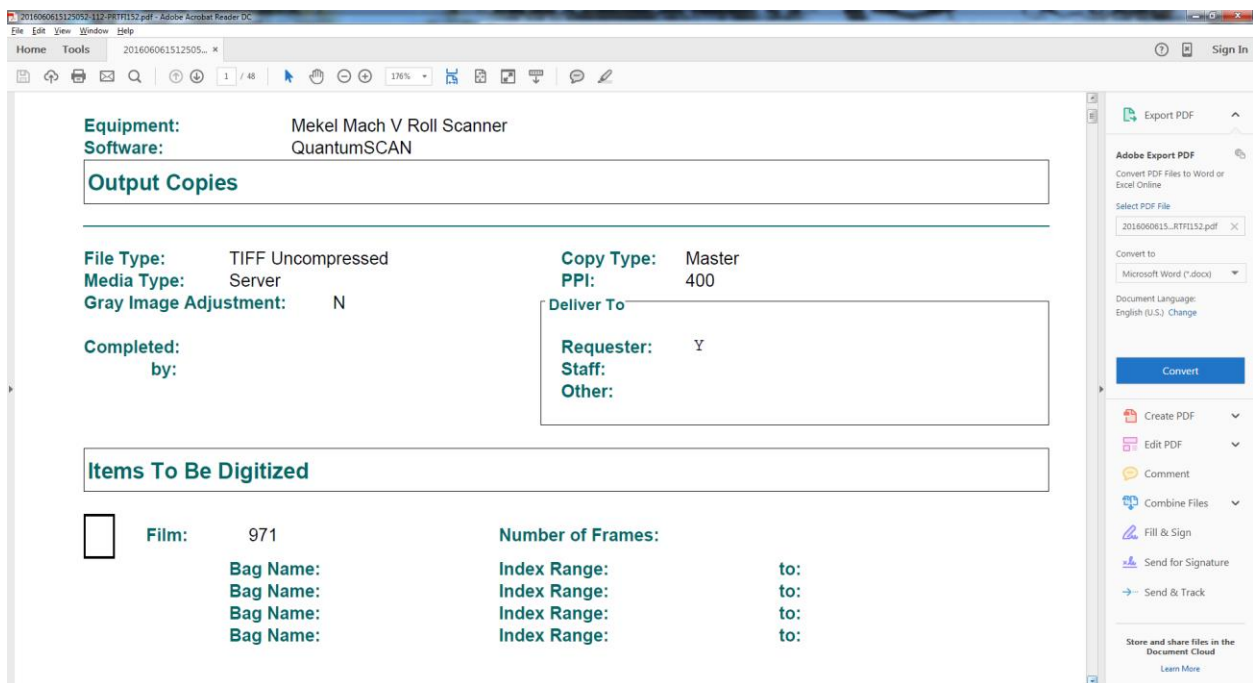 2016060615125052-112-PRTFI152.pdf - Adobe Acrobat Reader DC
File Edit View Window Help
Home Tools 201606061512505... × Sign In
1 / 48 176%
Equipment: Mekel Mach V Roll Scanner
Software: QuantumSCAN
Output Copies
File Type: TIFF Uncompressed Copy Type: Master
Media Type: Server PPI: 400
Gray Image Adjustment: N
Deliver To
Completed: Requester: Y
by: Staff:
Other:
Items To Be Digitized
Film: 971 Number of Frames:
Bag Name: Index Range: to:
Bag Name: Index Range: to:
Bag Name: Index Range: to:
Bag Name: Index Range: to:
Export PDF
Adobe Export PDF
Convert PDF Files to Word or
Excel Online
Select PDF File
2016060615...RTFI152.pdf
Convert to
Microsoft Word (*.docx)
Document Language:
English (U.S.) Change
Convert
Create PDF
Edit PDF
Comment
Combine Files
Fill & Sign
Send for Signature
Send & Track
Store and share files in the
Document Cloud
Learn More